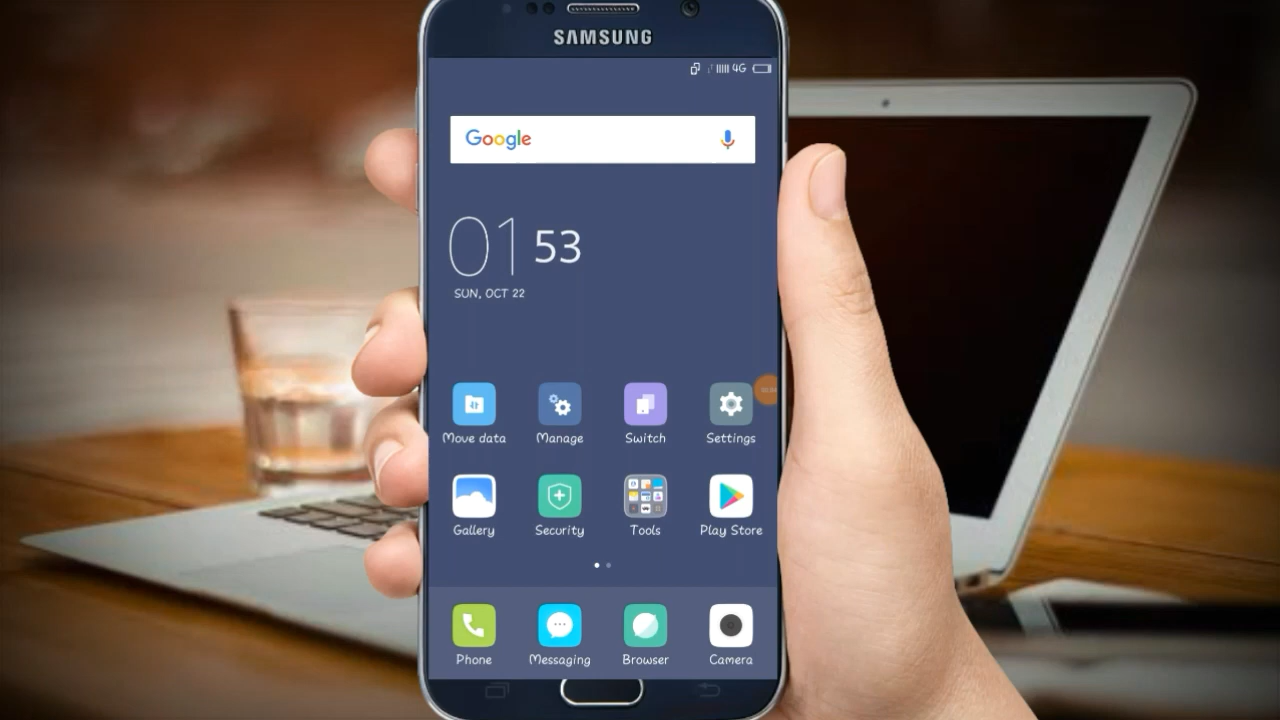 SAMSUNG
4G
Google
01 53
SUN, OCT 22
Move data
Manage
Switch
Settings
Gallery
Security
Tools
Play Store
Phone
Messaging
Browser
Camera